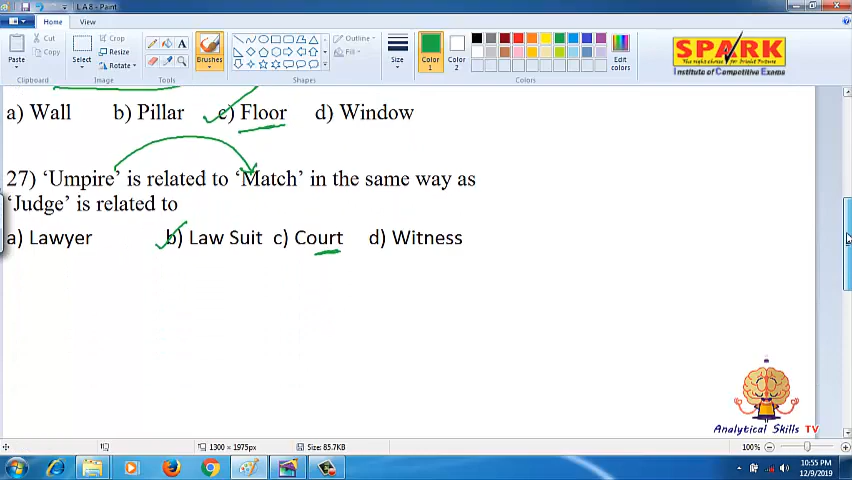 L A 8 - Paint
Home View
Cut
Copy
Paste
Crop
Resize
Rotate
Select
Brushes
Outline
Fill
Size
Color 1
Color 2
Edit colors
Clipboard Image Tools Shapes Colors
SPARK
Institute of Competitive Exams
a) Wall b) Pillar c) Floor d) Window
27) ‘Umpire’ is related to ‘Match’ in the same way as
‘Judge’ is related to
a) Lawyer b) Law Suit c) Court d) Witness
Analytical Skills TV
1300 × 1975px Size: 85.7KB 100%
10:55 PM
12/9/2019